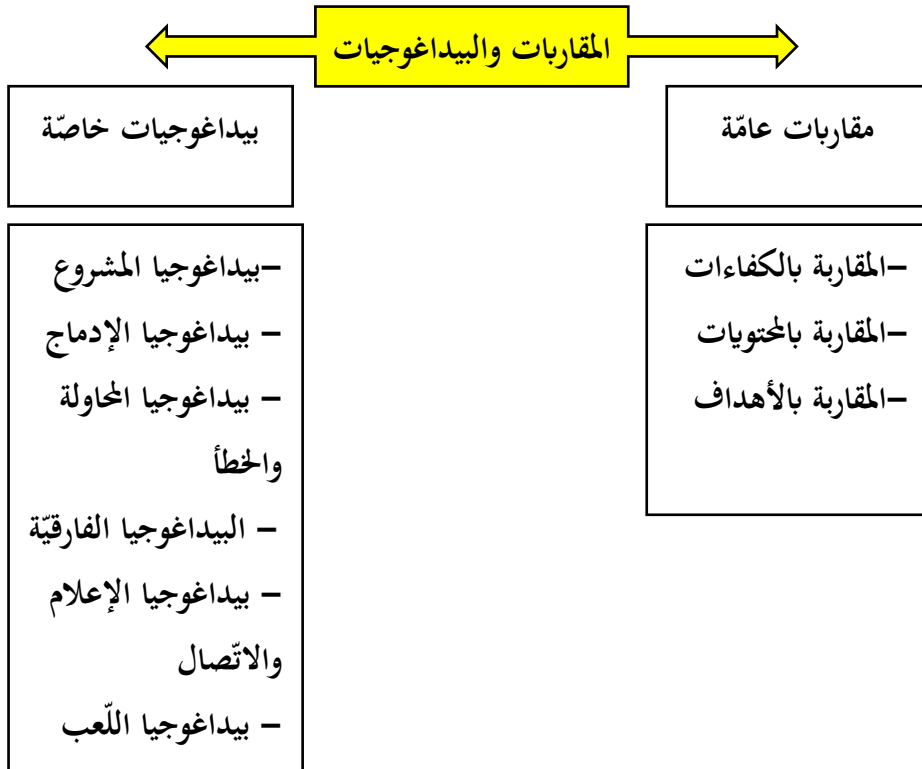 المقاربات والبيداغوجيات
مقاربات عامّة
بيداغوجيات خاصّة
–المقاربة بالكفاءات
–المقاربة بالمحتويات
–المقاربة بالأهداف
–بيداغوجيا المشروع
– بيداغوجيا الإدماج
– بيداغوجيا المحاولة
والخطأ
– البيداغوجيا الفارقيّة
– بيداغوجيا الإعلام
والاتّصال
– بيداغوجيا اللّعب